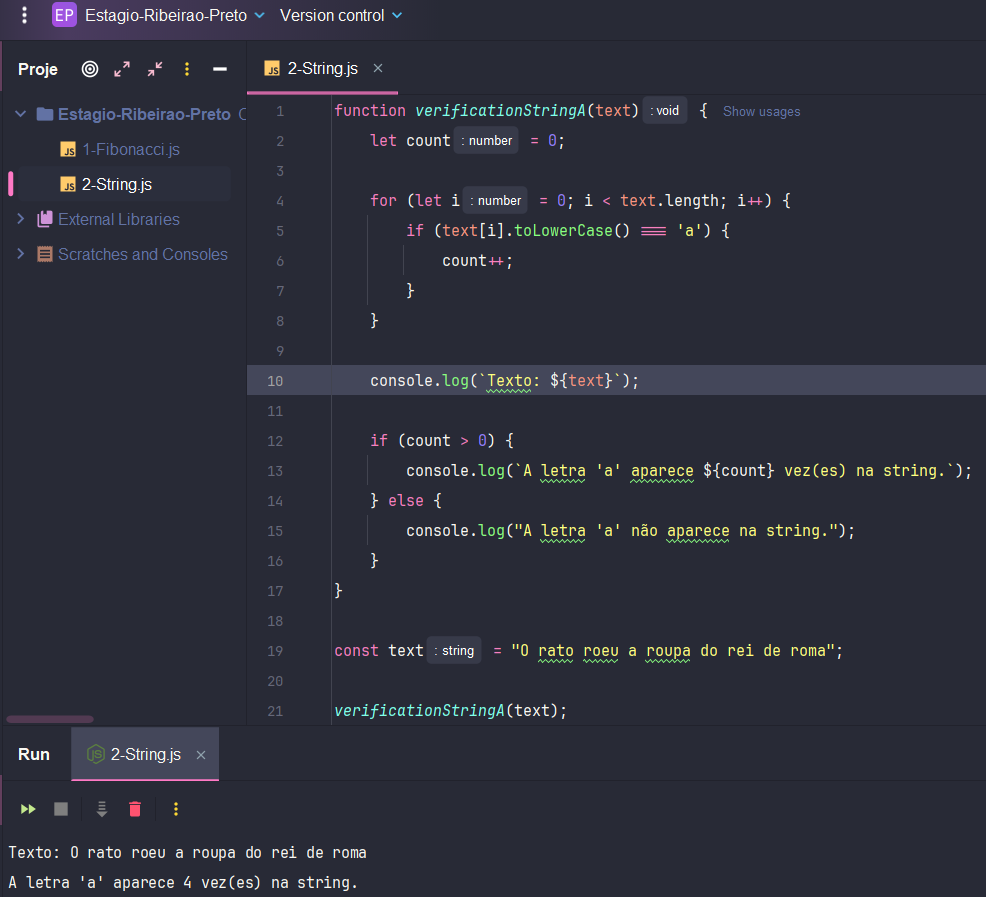 EP Estagio-Ribeirao-Preto Version control
Proje
Estagio-Ribeirao-Preto
JS 1-Fibonacci.js
JS 2-String.js
External Libraries
Scratches and Consoles
JS 2-String.js ×
1 function verificationStringA(text) : void { Show usages
2 let count : number = 0;
3
4 for (let i : number = 0; i < text.length; i++) {
5 if (text[i].toLowerCase() === 'a') {
6 count++;
7 }
8 }
9
10 console.log(`Texto: ${text}`);
11
12 if (count > 0) {
13 console.log(`A letra 'a' aparece ${count} vez(es) na string.`);
14 } else {
15 console.log("A letra 'a' não aparece na string.");
16 }
17 }
18
19 const text : string = "O rato roeu a roupa do rei de roma";
20
21 verificationStringA(text);
Run JS 2-String.js ×
Texto: O rato roeu a roupa do rei de roma
A letra 'a' aparece 4 vez(es) na string.